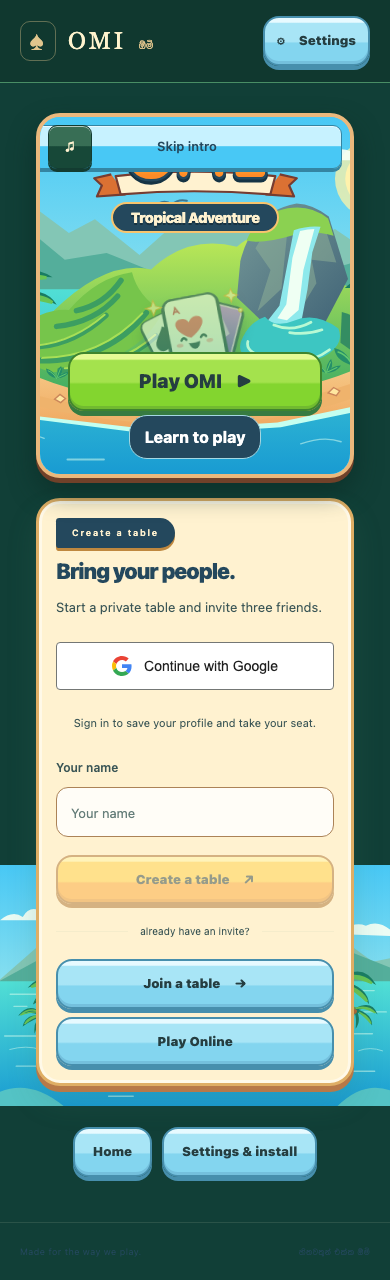 OMI
Settings
Skip intro
Tropical Adventure
Play OMI
Learn to play
Create a table
Bring your people.
Start a private table and invite three friends.
Continue with Google
Sign in to save your profile and take your seat.
Your name
Your name
Create a table
already have an invite?
Join a table
Play Online
Home
Settings & install
Made for the way we play.